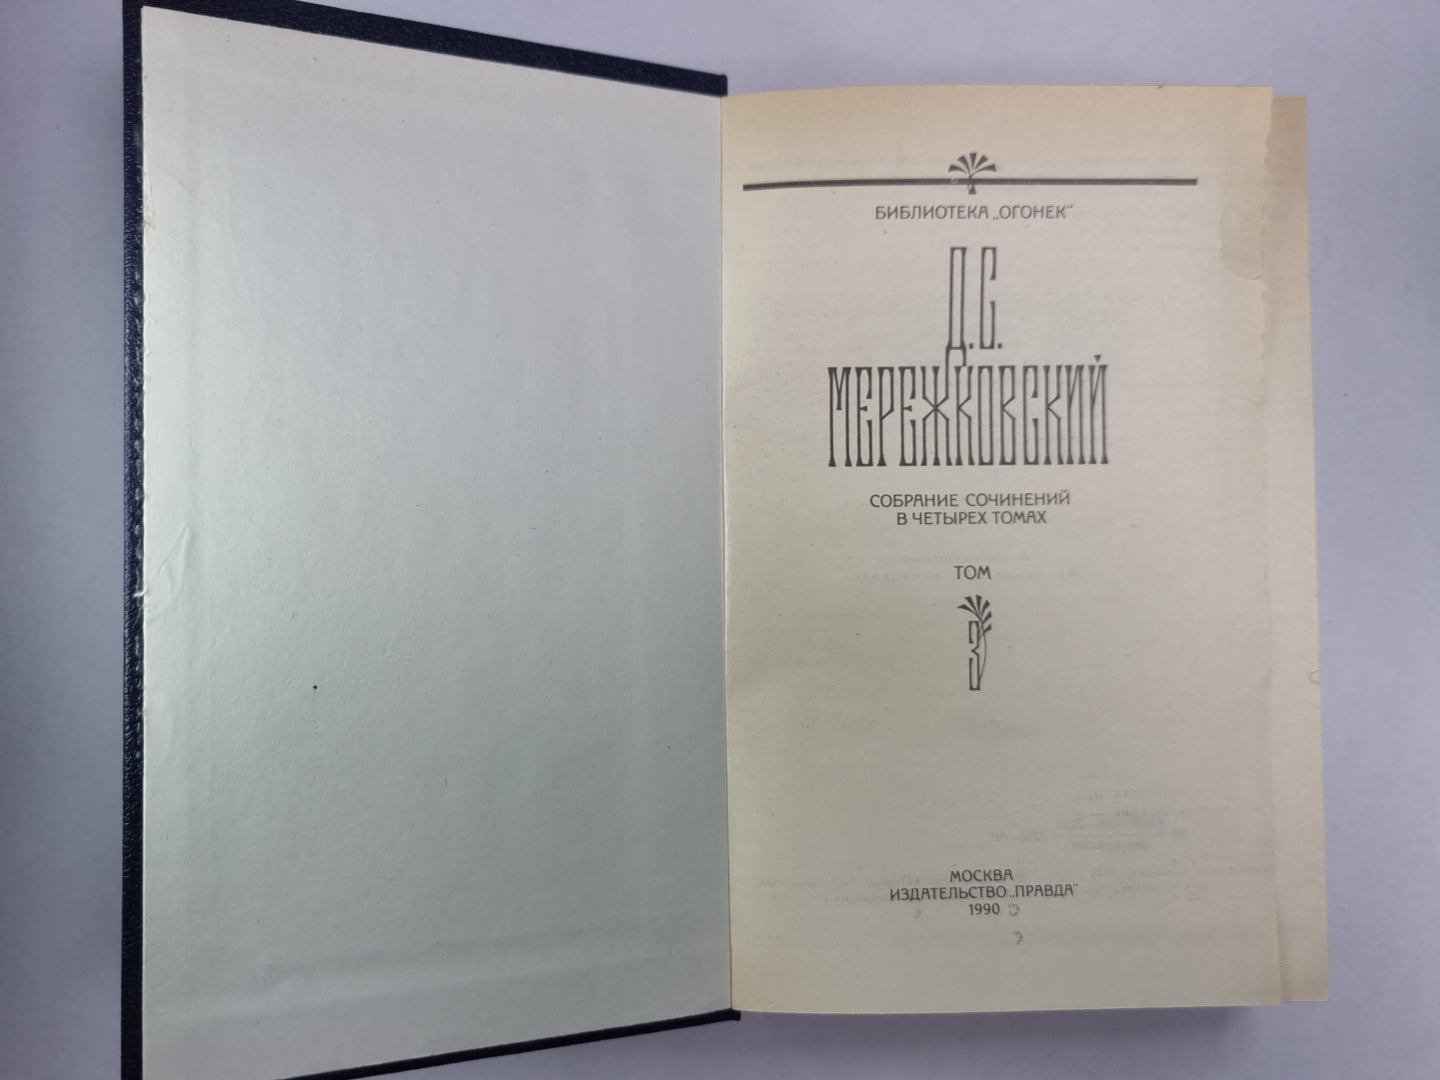 БИБЛИОТЕКА „ОГОНЕК“
Д. С.
МЕРЕЖКОВСКИЙ
СОБРАНИЕ СОЧИНЕНИЙ
В ЧЕТЫРЕХ ТОМАХ
ТОМ
3
МОСКВА
ИЗДАТЕЛЬСТВО „ПРАВДА“
1990